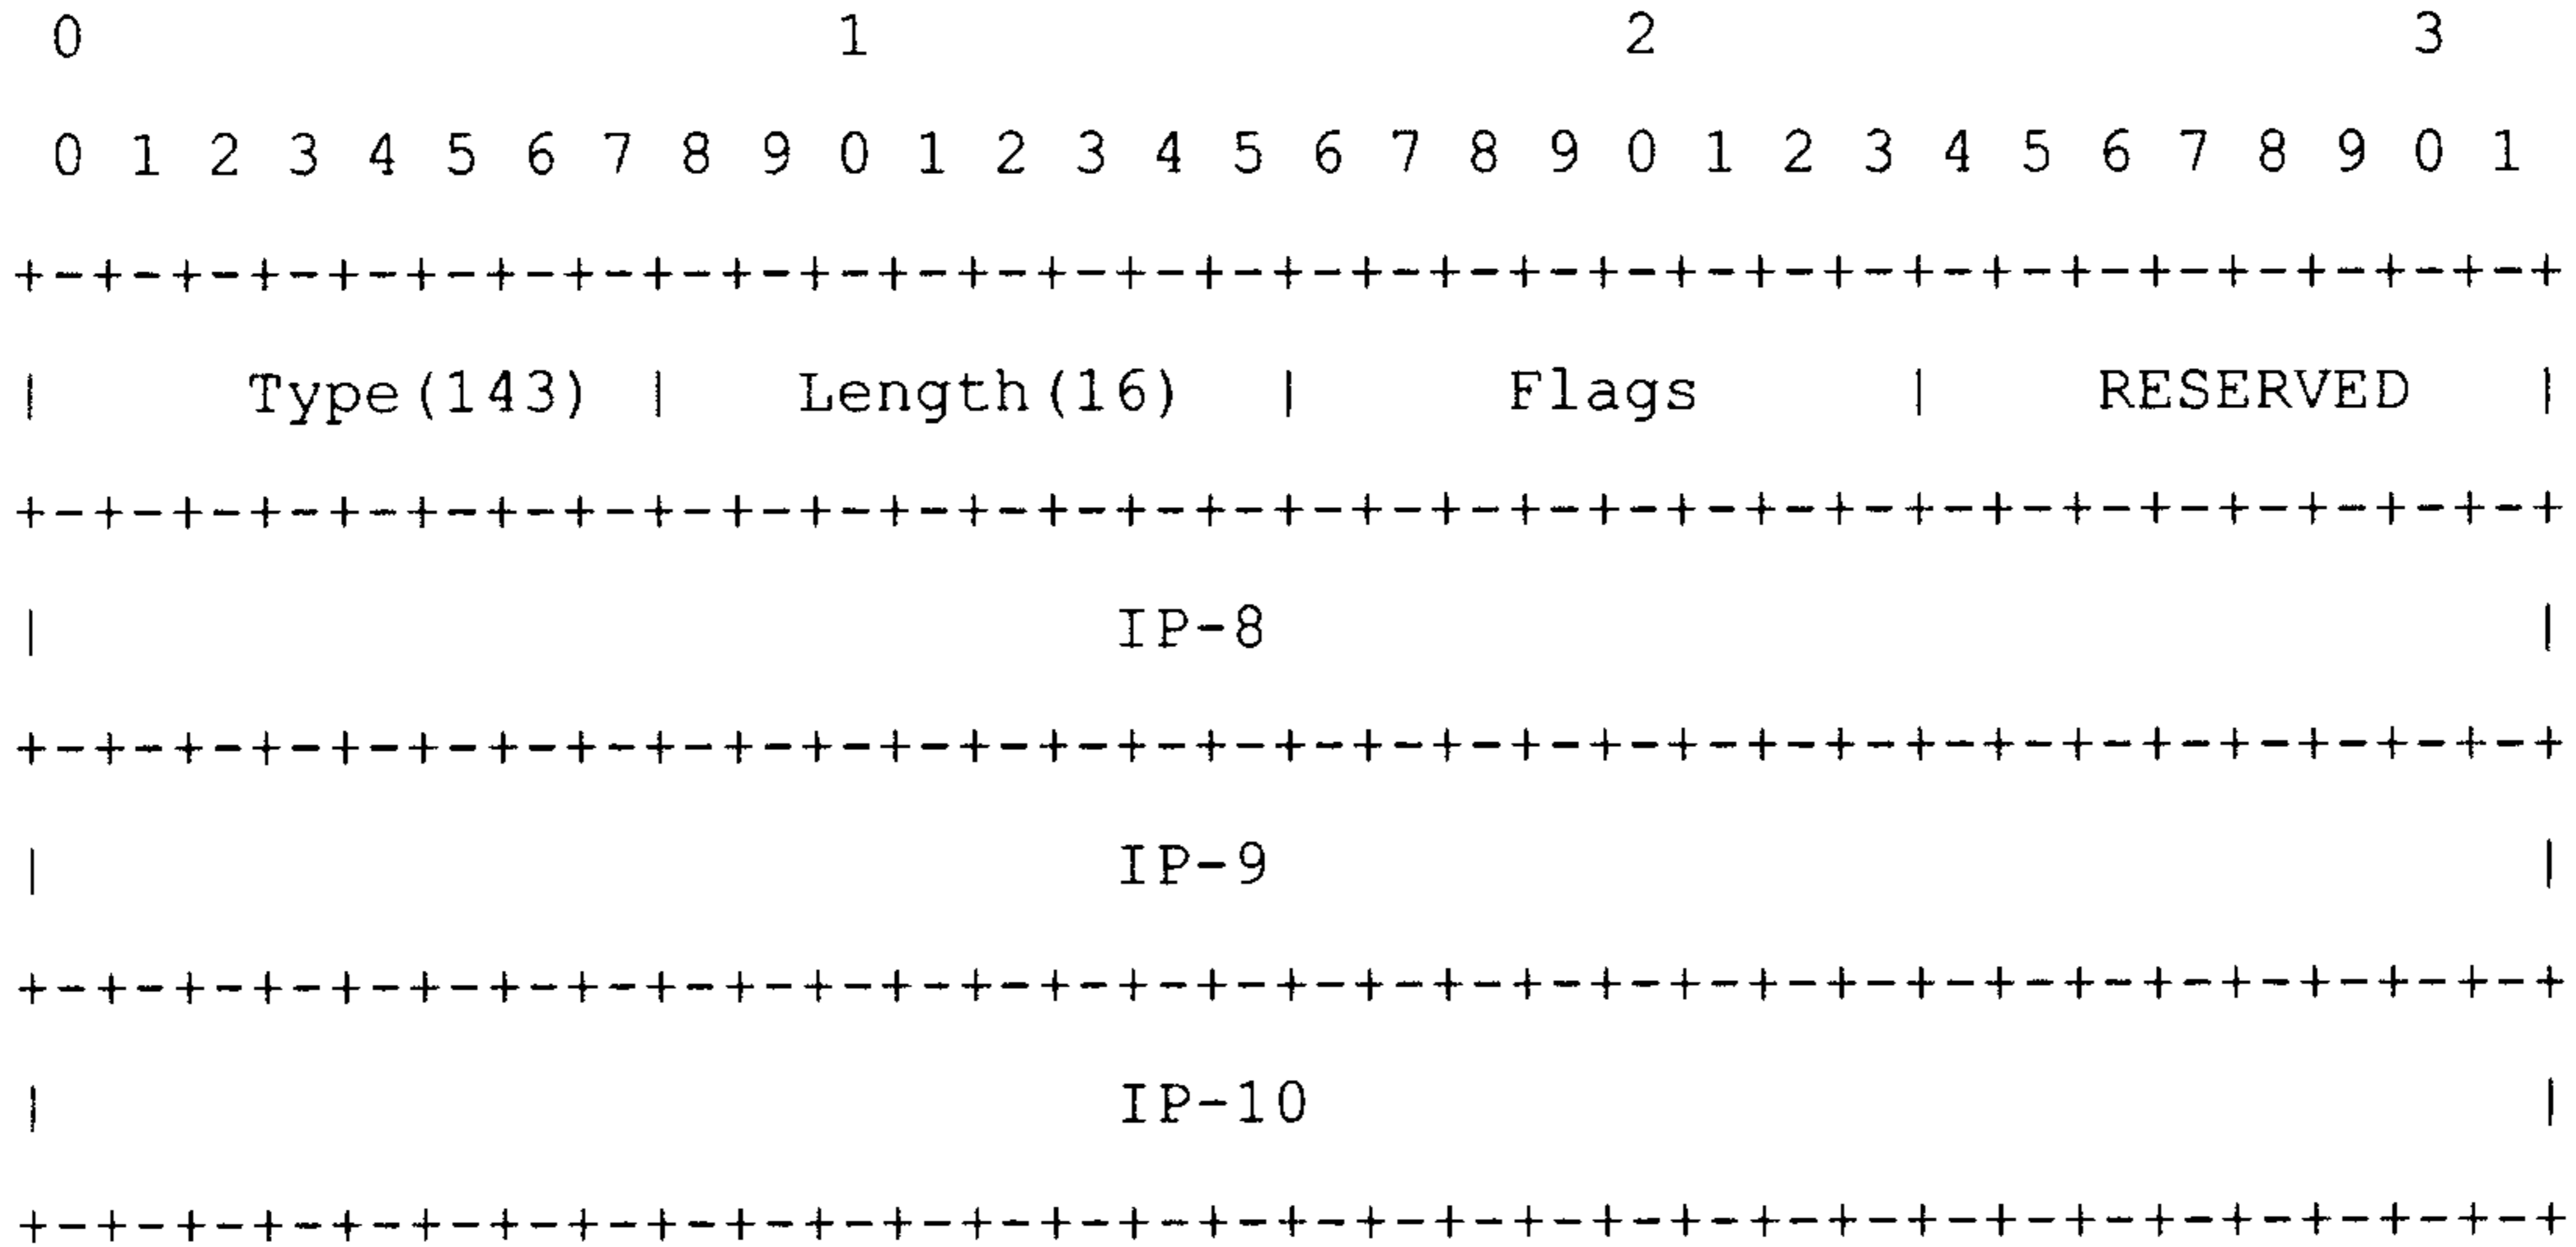 0 1 2 3
0 1 2 3 4 5 6 7 8 9 0 1 2 3 4 5 6 7 8 9 0 1 2 3 4 5 6 7 8 9 0 1
+-+-+-+-+-+-+-+-+-+-+-+-+-+-+-+-+-+-+-+-+-+-+-+-+-+-+-+-+-+-+-+-+
| Type(143) | Length(16) | Flags | RESERVED |
+-+-+-+-+-+-+-+-+-+-+-+-+-+-+-+-+-+-+-+-+-+-+-+-+-+-+-+-+-+-+-+-+
| IP-8 |
+-+-+-+-+-+-+-+-+-+-+-+-+-+-+-+-+-+-+-+-+-+-+-+-+-+-+-+-+-+-+-+-+
| IP-9 |
+-+-+-+-+-+-+-+-+-+-+-+-+-+-+-+-+-+-+-+-+-+-+-+-+-+-+-+-+-+-+-+-+
| IP-10 |
+-+-+-+-+-+-+-+-+-+-+-+-+-+-+-+-+-+-+-+-+-+-+-+-+-+-+-+-+-+-+-+-+